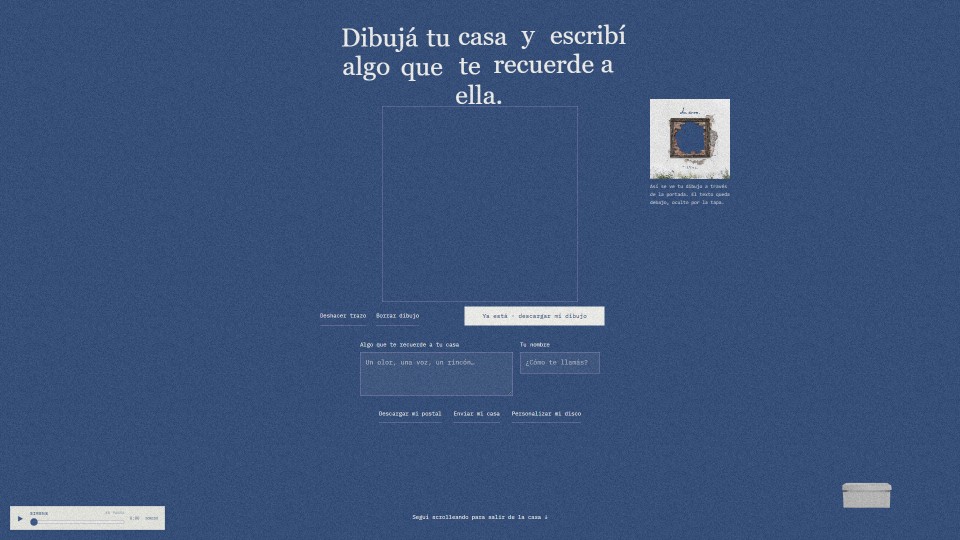 Dibujá tu casa y escribí
algo que te recuerde a
ella.
Así se ve tu dibujo a través
de la portada. El texto queda
debajo, oculto por la tapa.
Deshacer trazo
Borrar dibujo
Ya está · descargar mi dibujo
Algo que te recuerde a tu casa
Tu nombre
Un olor, una voz, un rincón…
¿Cómo te llamás?
Descargar mi postal
Enviar mi casa
Personalizar mi disco
Seguí scrolleando para salir de la casa ↓
0:00